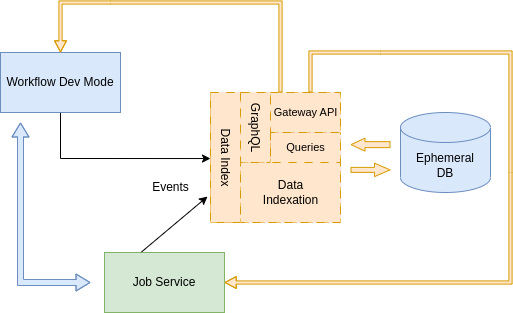 Workflow Dev Mode
Data Index
GraphQL
Gateway API
Queries
Data
Indexation
Ephemeral
DB
Events
Job Service